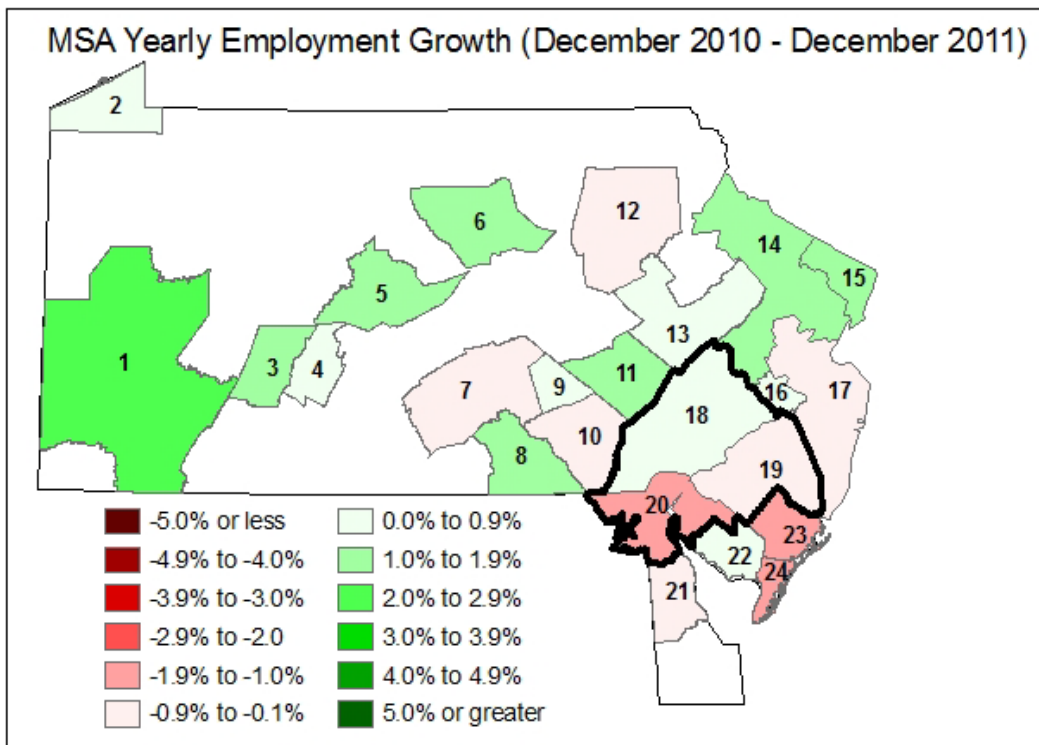 MSA Yearly Employment Growth (December 2010 - December 2011)
2
12
6
14
15
5
13
1
3
4
7
9
11
16
17
18
10
8
19
20
23
22
24
21
-5.0% or less
0.0% to 0.9%
-4.9% to -4.0%
1.0% to 1.9%
-3.9% to -3.0%
2.0% to 2.9%
-2.9% to -2.0
3.0% to 3.9%
-1.9% to -1.0%
4.0% to 4.9%
-0.9% to -0.1%
5.0% or greater